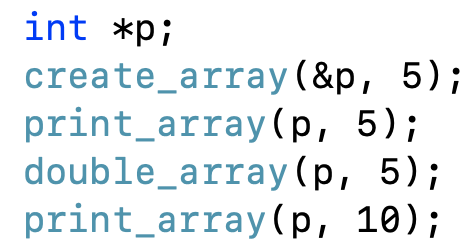 int *p;
create_array(&p, 5);
print_array(p, 5);
double_array(p, 5);
print_array(p, 10);